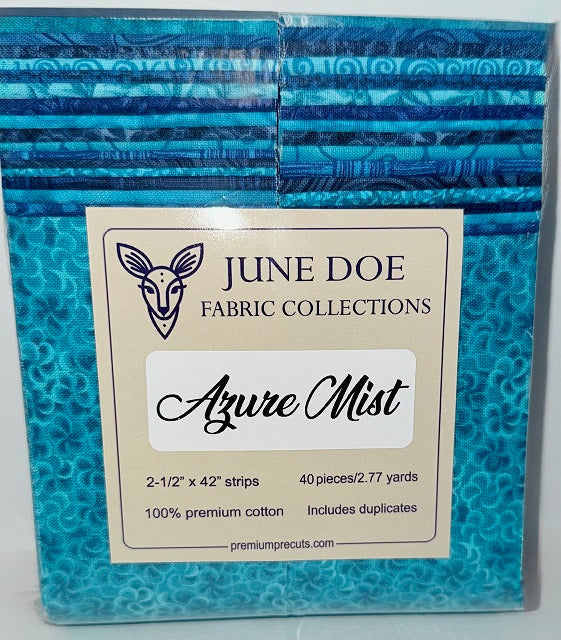 JUNE DOE
FABRIC COLLECTIONS
Azure Mist
2-1/2” x 42” strips 40 pieces/2.77 yards
100% premium cotton Includes duplicates
premiumprecuts.com